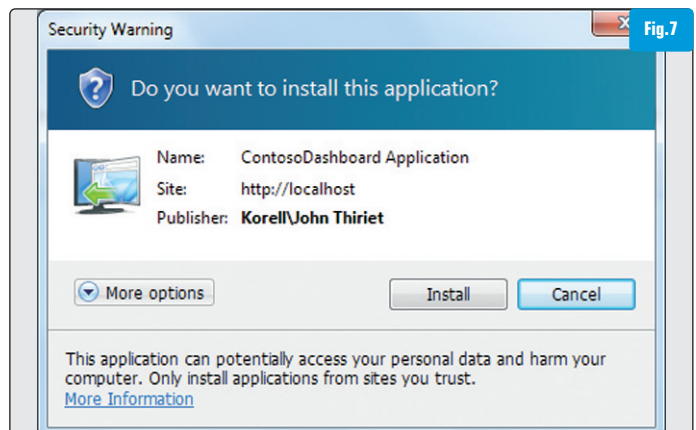 Security Warning
Fig.7
Do you want to install this application?
Name: ContosoDashboard Application
Site: http://localhost
Publisher: Korell\John Thiriet
More options
Install
Cancel
This application can potentially access your personal data and harm your
computer. Only install applications from sites you trust.
More Information